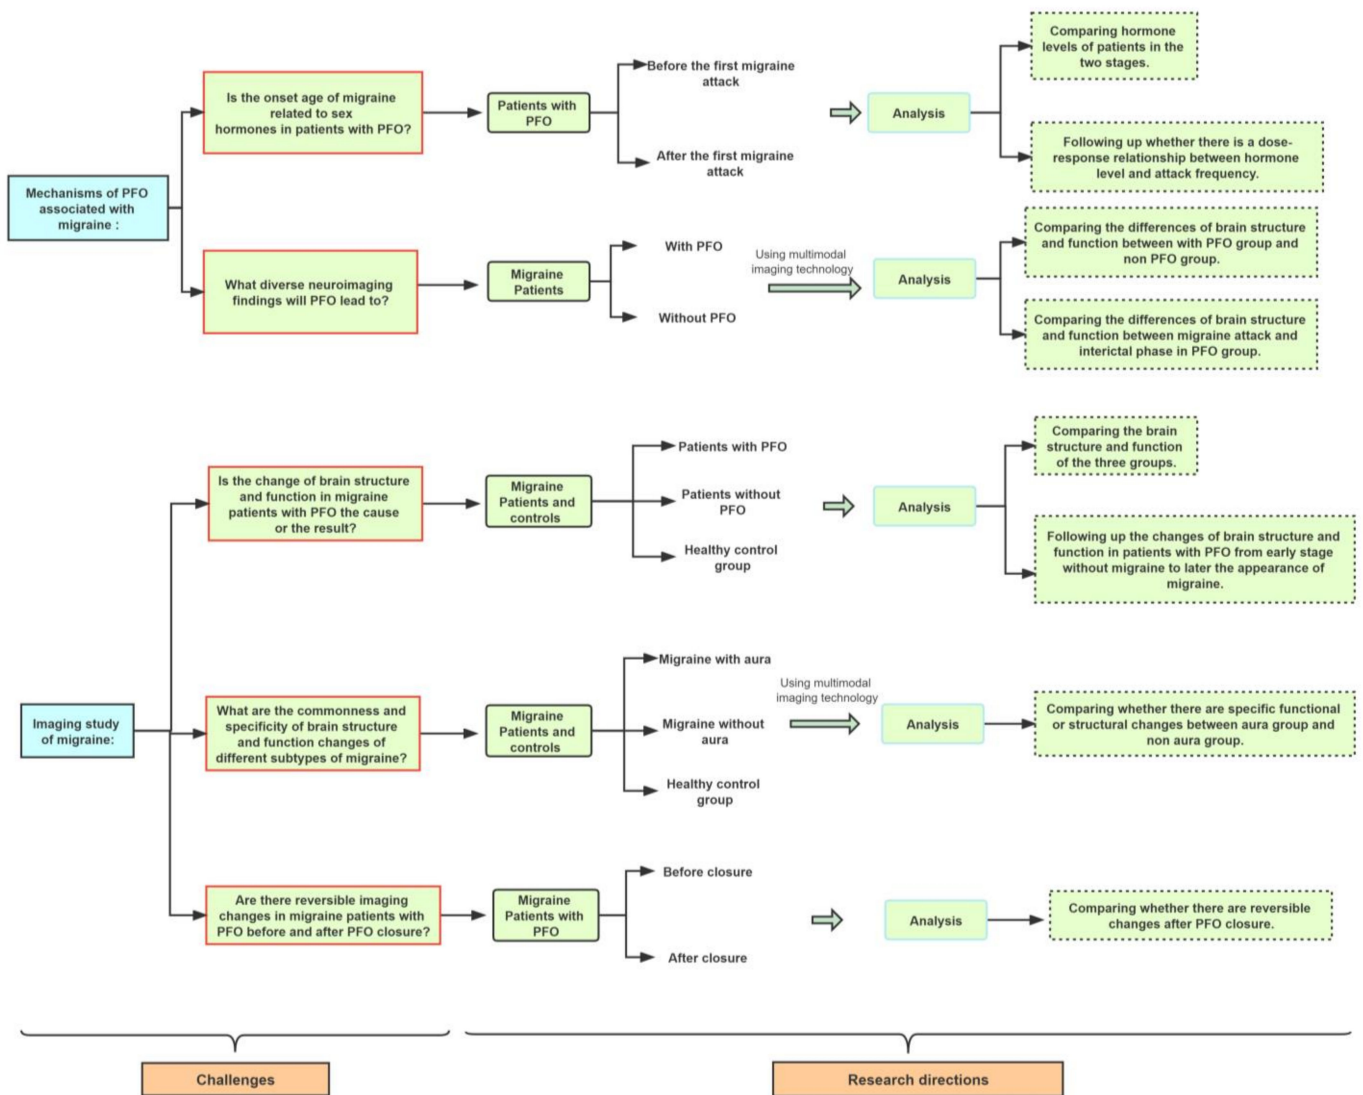 Mechanisms of PFO
associated with
migraine :
Is the onset age of migraine
related to sex
hormones in patients with PFO?
Patients with
PFO
Before the first migraine
attack
After the first migraine
attack
Analysis
Comparing hormone
levels of patients in the
two stages.
Following up whether there is a dose-
response relationship between hormone
level and attack frequency.
What diverse neuroimaging
findings will PFO lead to?
Migraine
Patients
With PFO
Without PFO
Using multimodal
imaging technology
Analysis
Comparing the differences of brain structure
and function between with PFO group and
non PFO group.
Comparing the differences of brain structure
and function between migraine attack and
interictal phase in PFO group.
Imaging study
of migraine:
Is the change of brain structure
and function in migraine
patients with PFO the cause
or the result?
Migraine
Patients and
controls
Patients with PFO
Patients without
PFO
Healthy control
group
Analysis
Comparing the brain
structure and function
of the three groups.
Following up the changes of brain structure and
function in patients with PFO from early stage
without migraine to later the appearance of
migraine.
What are the commonness and
specificity of brain structure
and function changes of
different subtypes of migraine?
Migraine
Patients and
controls
Migraine with aura
Migraine without
aura
Healthy control
group
Using multimodal
imaging technology
Analysis
Comparing whether there are specific functional
or structural changes between aura group and
non aura group.
Are there reversible imaging
changes in migraine patients with
PFO before and after PFO closure?
Migraine
Patients with
PFO
Before closure
After closure
Analysis
Comparing whether there are reversible
changes after PFO closure.
Challenges
Research directions